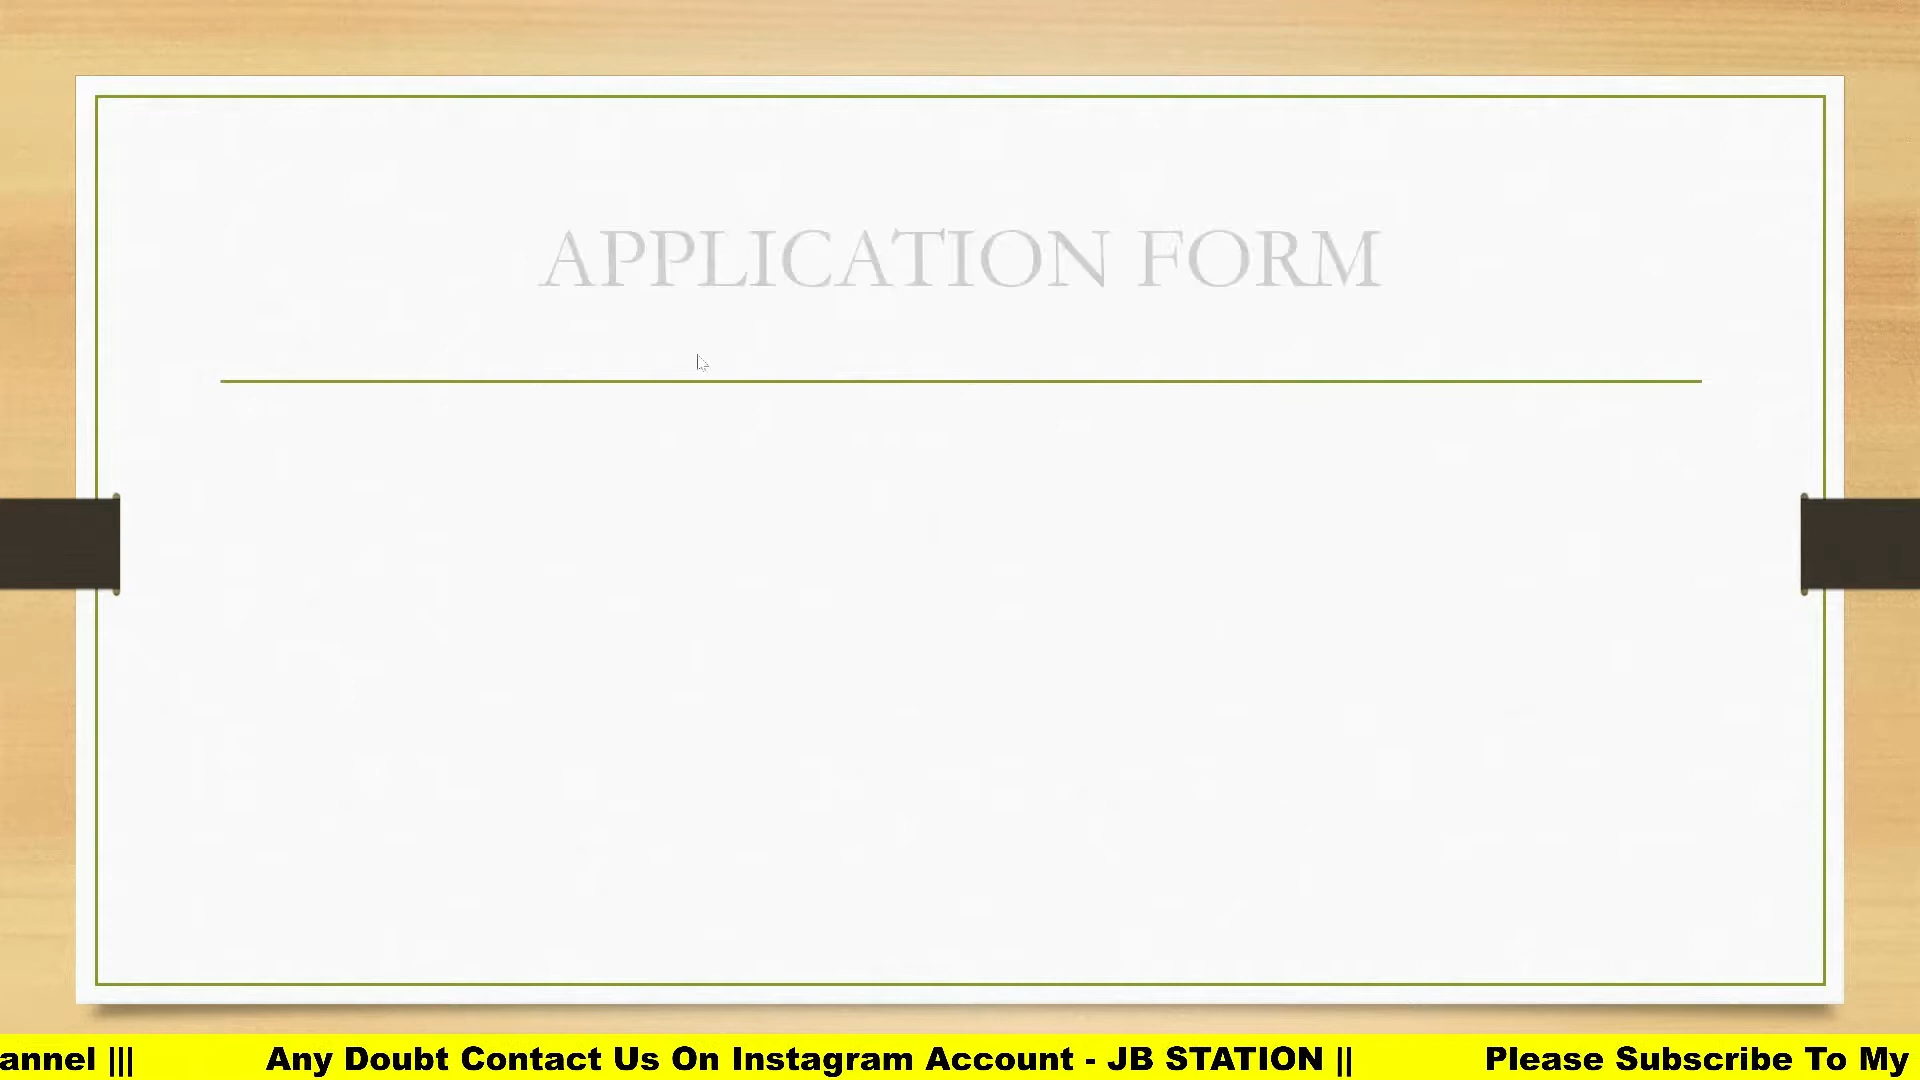 APPLICATION FORM
annel ||| Any Doubt Contact Us On Instagram Account - JB STATION || Please Subscribe To My